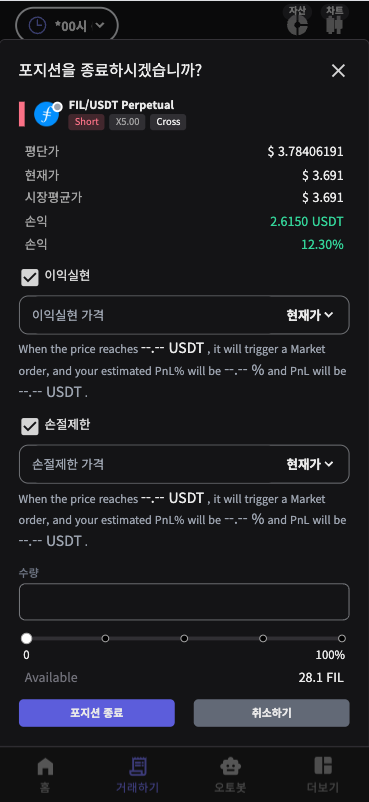 *00시
자산
차트
포지션을 종료하시겠습니까?
FIL/USDT Perpetual
Short X5.00 Cross
평단가 $ 3.78406191
현재가 $ 3.691
시장평균가 $ 3.691
손익 2.6150 USDT
손익 12.30%
이익실현
이익실현 가격 현재가
When the price reaches --.-- USDT , it will trigger a Market
order, and your estimated PnL% will be --.-- % and PnL will be
--.-- USDT .
손절제한
손절제한 가격 현재가
When the price reaches --.-- USDT , it will trigger a Market
order, and your estimated PnL% will be --.-- % and PnL will be
--.-- USDT .
수량
0 100%
Available 28.1 FIL
포지션 종료 취소하기
홈 거래하기 오토봇 더보기